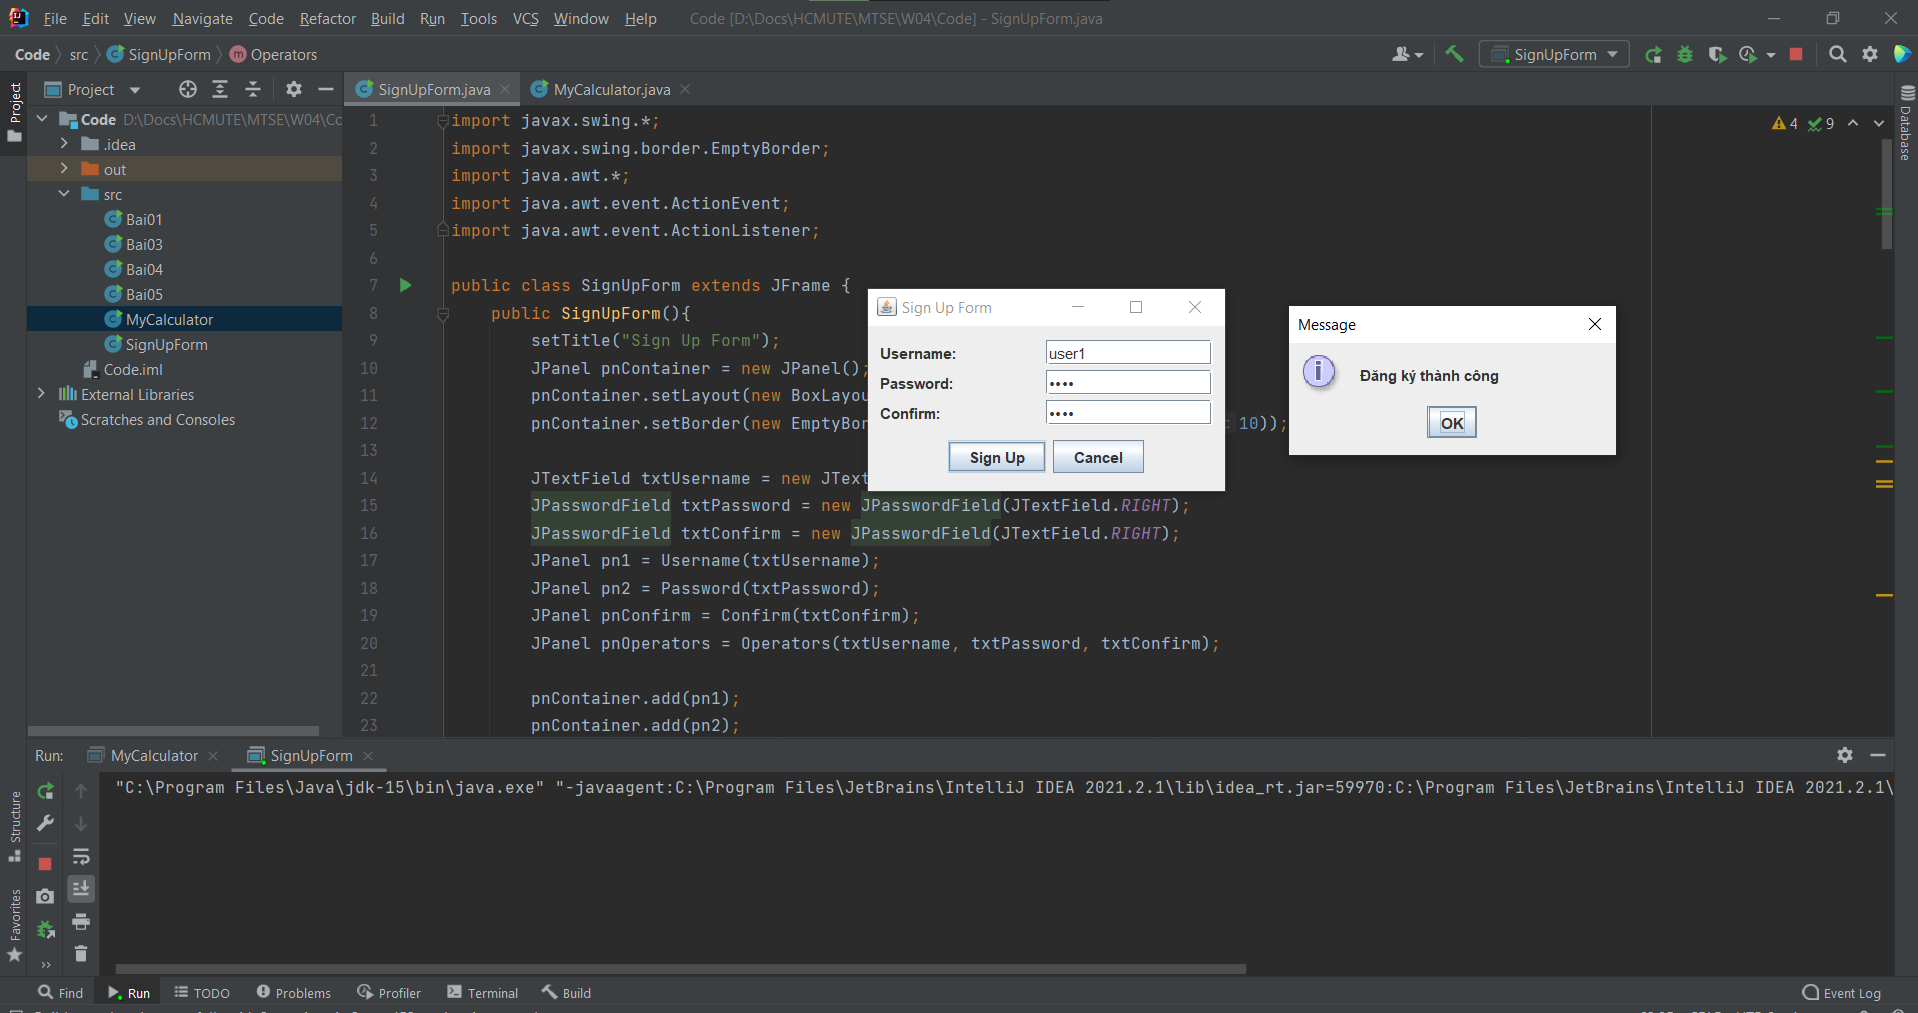 File Edit View Navigate Code Refactor Build Run Tools VCS Window Help Code [D:\Docs\HCMUTE\MTSE\W04\Code] - SignUpForm.java
Code src SignUpForm Operators
SignUpForm
Project
Project
SignUpForm.java
MyCalculator.java
Code D:\Docs\HCMUTE\MTSE\W04\Co
.idea
out
src
Bai01
Bai03
Bai04
Bai05
MyCalculator
SignUpForm
Code.iml
External Libraries
Scratches and Consoles
4 9
Database
1 import javax.swing.*;
2 import javax.swing.border.EmptyBorder;
3 import java.awt.*;
4 import java.awt.event.ActionEvent;
5 import java.awt.event.ActionListener;
6
7 public class SignUpForm extends JFrame {
8 public SignUpForm(){
9 setTitle("Sign Up Form");
10 JPanel pnContainer = new JPanel();
11 pnContainer.setLayout(new BoxLayou
12 pnContainer.setBorder(new EmptyBor : 10));
13
14 JTextField txtUsername = new JText
15 JPasswordField txtPassword = new JPasswordField(JTextField.RIGHT);
16 JPasswordField txtConfirm = new JPasswordField(JTextField.RIGHT);
17 JPanel pn1 = Username(txtUsername);
18 JPanel pn2 = Password(txtPassword);
19 JPanel pnConfirm = Confirm(txtConfirm);
20 JPanel pnOperators = Operators(txtUsername, txtPassword, txtConfirm);
21
22 pnContainer.add(pn1);
23 pnContainer.add(pn2);
Sign Up Form
Username: user1
Password: ••••
Confirm: ••••
Sign Up Cancel
Message
Đăng ký thành công
OK
Run: MyCalculator SignUpForm
"C:\Program Files\Java\jdk-15\bin\java.exe" "-javaagent:C:\Program Files\JetBrains\IntelliJ IDEA 2021.2.1\lib\idea_rt.jar=59970:C:\Program Files\JetBrains\IntelliJ IDEA 2021.2.1\
Structure
Favorites
Find Run TODO Problems Profiler Terminal Build Event Log